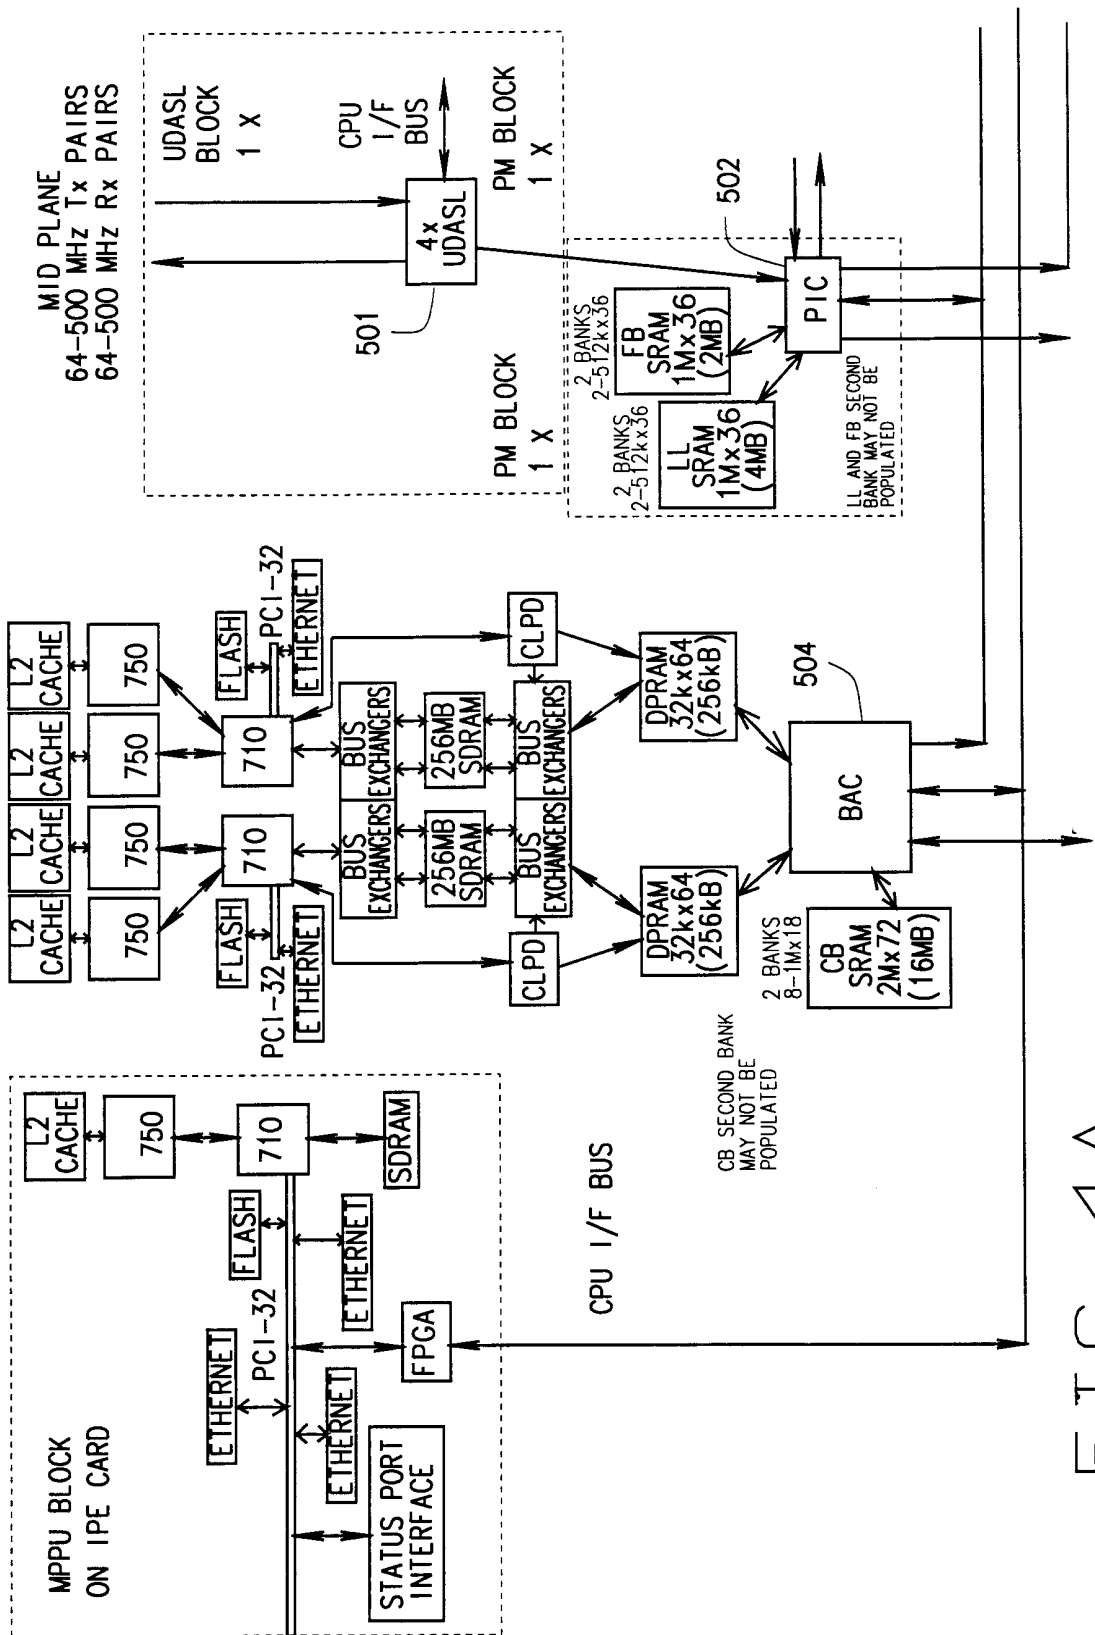 MPPU BLOCK
ON IPE CARD
L2
CACHE
750
710
SDRAM
FLASH
PCI-32
ETHERNET
ETHERNET
ETHERNET
FPGA
STATUS PORT
INTERFACE
CPU I/F BUS
L2
CACHE
L2
CACHE
L2
CACHE
L2
CACHE
750
750
750
750
710
710
FLASH
PCI-32
ETHERNET
FLASH
PCI-32
ETHERNET
BUS
EXCHANGERS
BUS
EXCHANGERS
256MB
SDRAM
256MB
SDRAM
BUS
EXCHANGERS
BUS
EXCHANGERS
CLPD
CLPD
DPRAM
32kx64
(256kB)
DPRAM
32kx64
(256kB)
CB SECOND BANK
MAY NOT BE
POPULATED
2 BANKS
8-1Mx18
CB
SRAM
2Mx72
(16MB)
BAC
504
MID PLANE
64-500 MHz Tx PAIRS
64-500 MHz Rx PAIRS
UDASL
BLOCK
1 X
CPU
I/F
BUS
4x
UDASL
501
PM BLOCK
1 X
PM BLOCK
1 X
2 BANKS
2-512kx36
FB
SRAM
1Mx36
(2MB)
2 BANKS
2-512kx36
LL
SRAM
1Mx36
(4MB)
PIC
502
LL AND FB SECOND
BANK MAY NOT BE
POPULATED